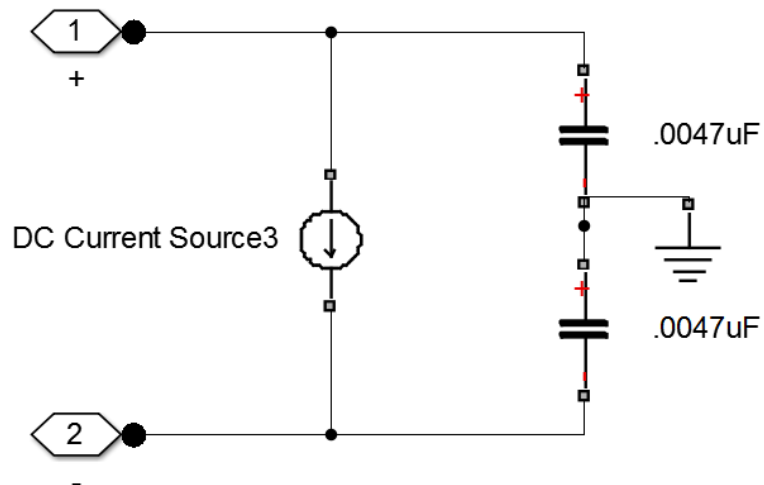 1
+
+
.0047uF
-
DC Current Source3
+
.0047uF
-
2
-